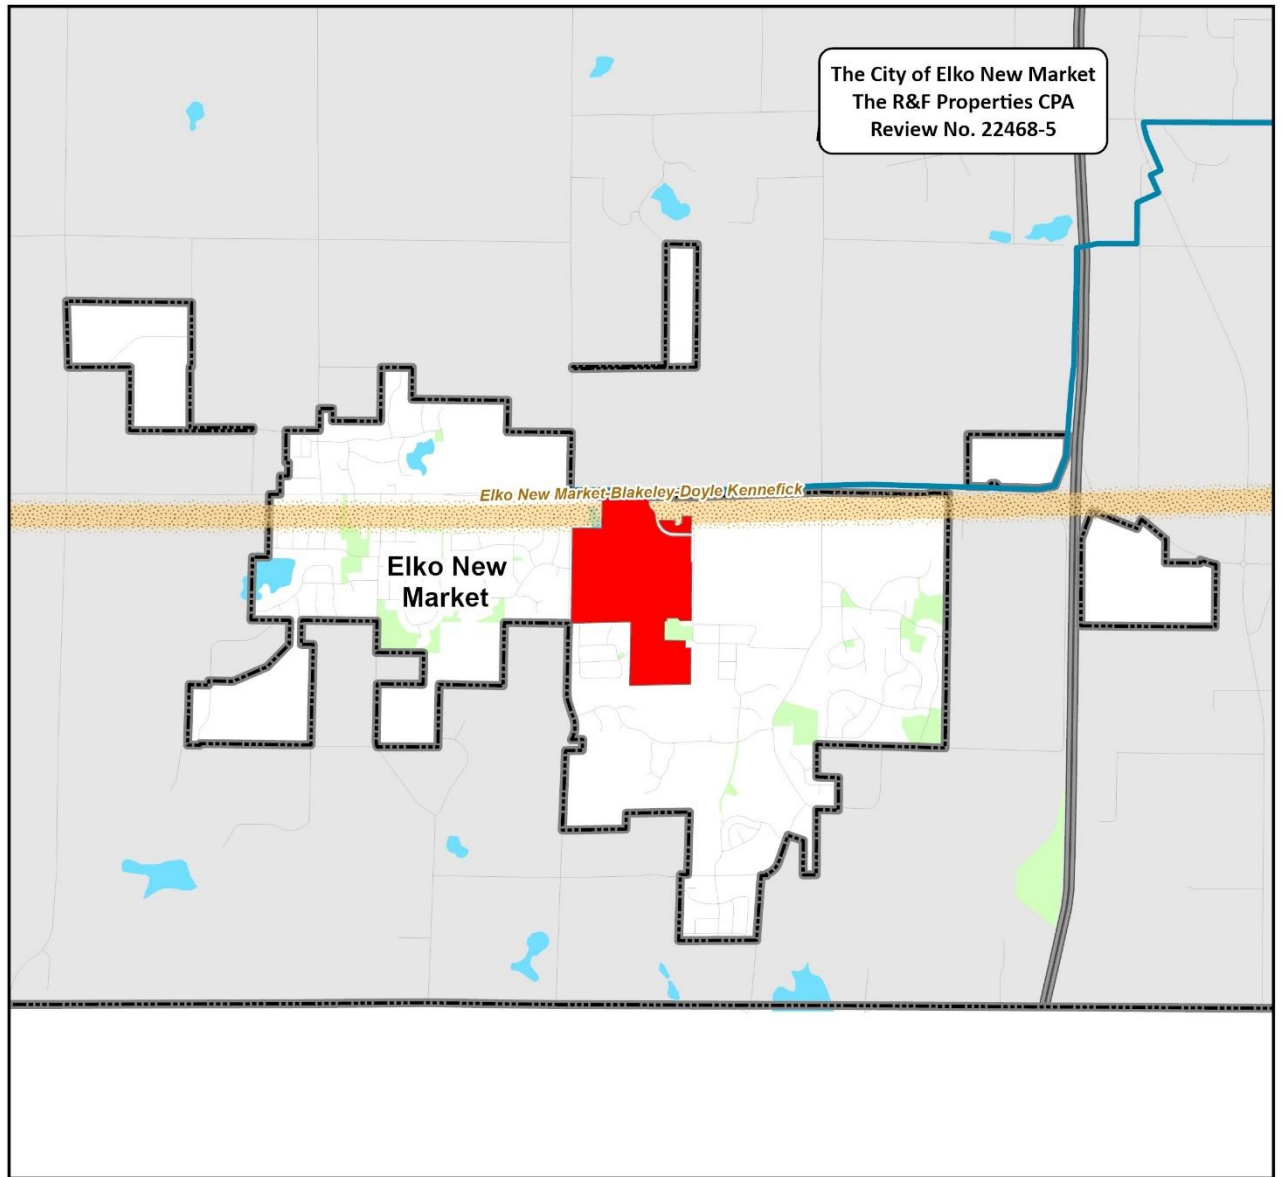 The City of Elko New Market
The R&F Properties CPA
Review No. 22468-5
Elko New Market-Blakeley-Doyle Kennefick
Elko New
Market